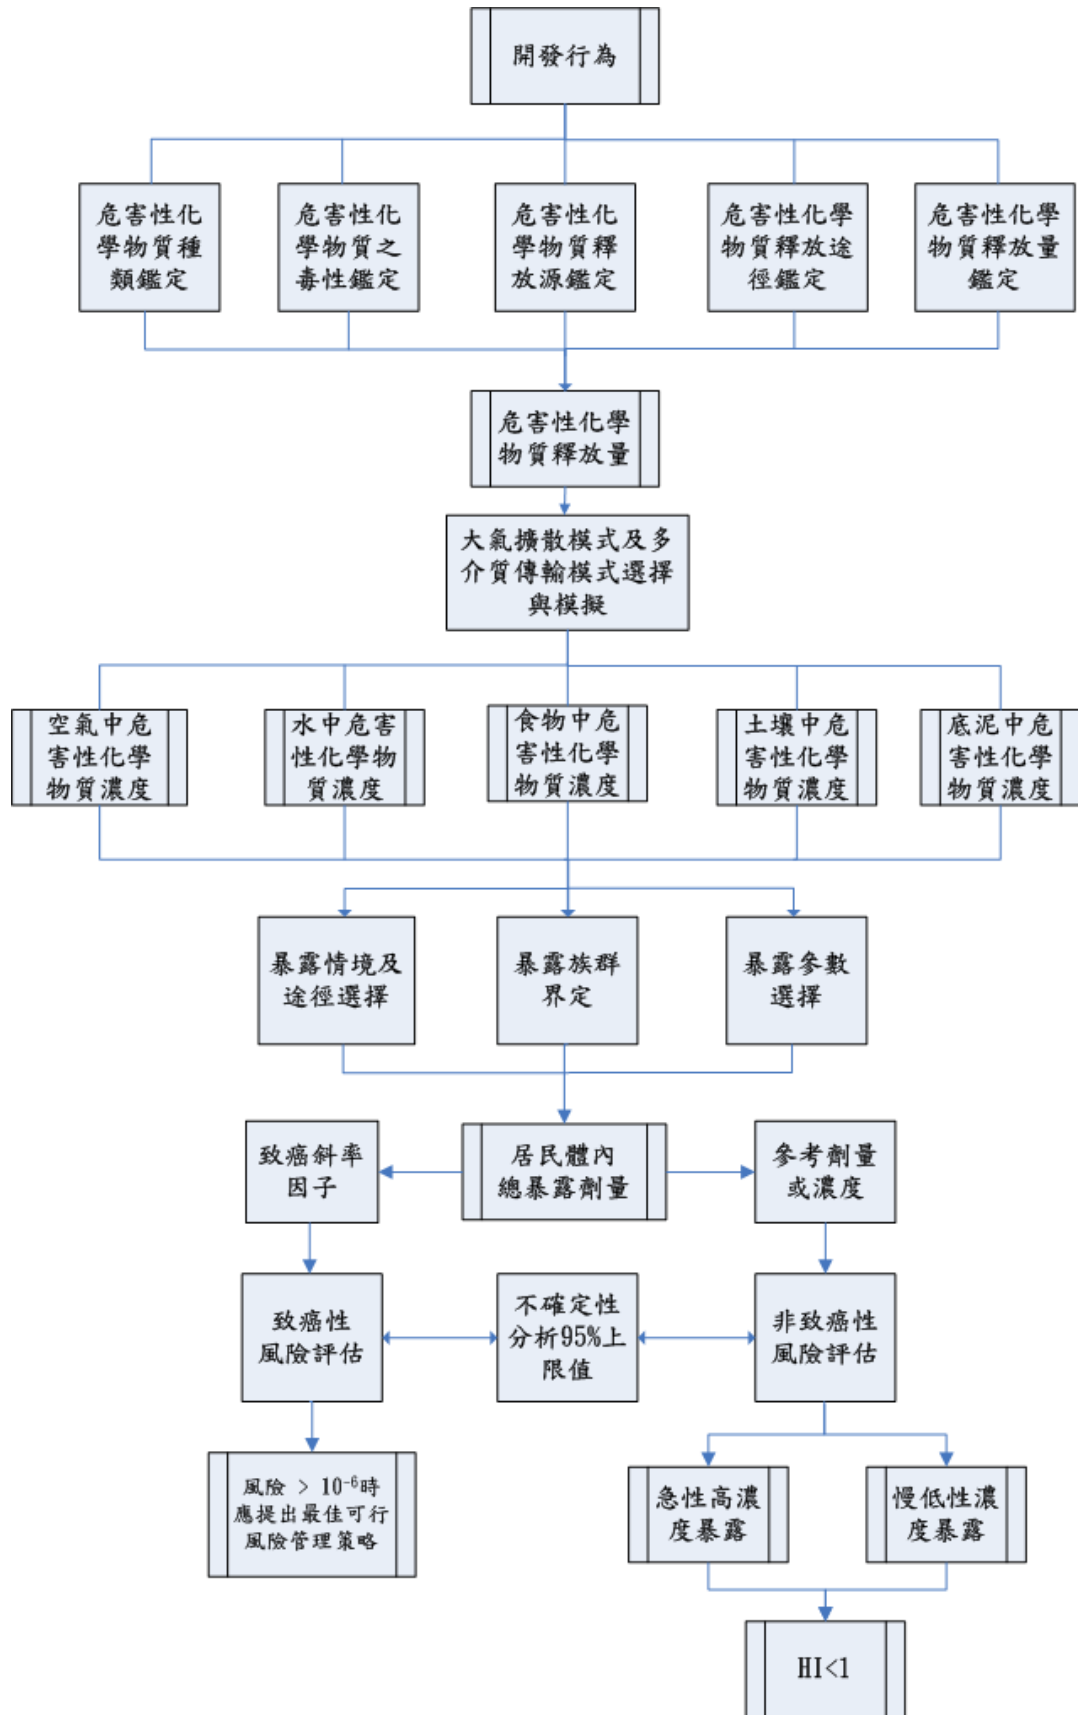 開發行為
危害性化
學物質種
類鑑定
危害性化
學物質之
毒性鑑定
危害性化
學物質釋
放源鑑定
危害性化學
物質釋放途
徑鑑定
危害性化學
物質釋放量
鑑定
危害性化學
物質釋放量
大氣擴散模式及多
介質傳輸模式選擇
與模擬
空氣中危
害性化學
物質濃度
水中危害
性化學物
質濃度
食物中危
害性化學
物質濃度
土壤中危
害性化學
物質濃度
底泥中危
害性化學
物質濃度
暴露情境及
途徑選擇
暴露族群
界定
暴露參數
選擇
致癌斜率
因子
居民體內
總暴露劑量
參考劑量
或濃度
致癌性
風險評估
不確定性
分析95%上
限值
非致癌性
風險評估
風險 > 10⁻⁶時
應提出最佳可行
風險管理策略
急性高濃
度暴露
慢低性濃
度暴露
HI<1